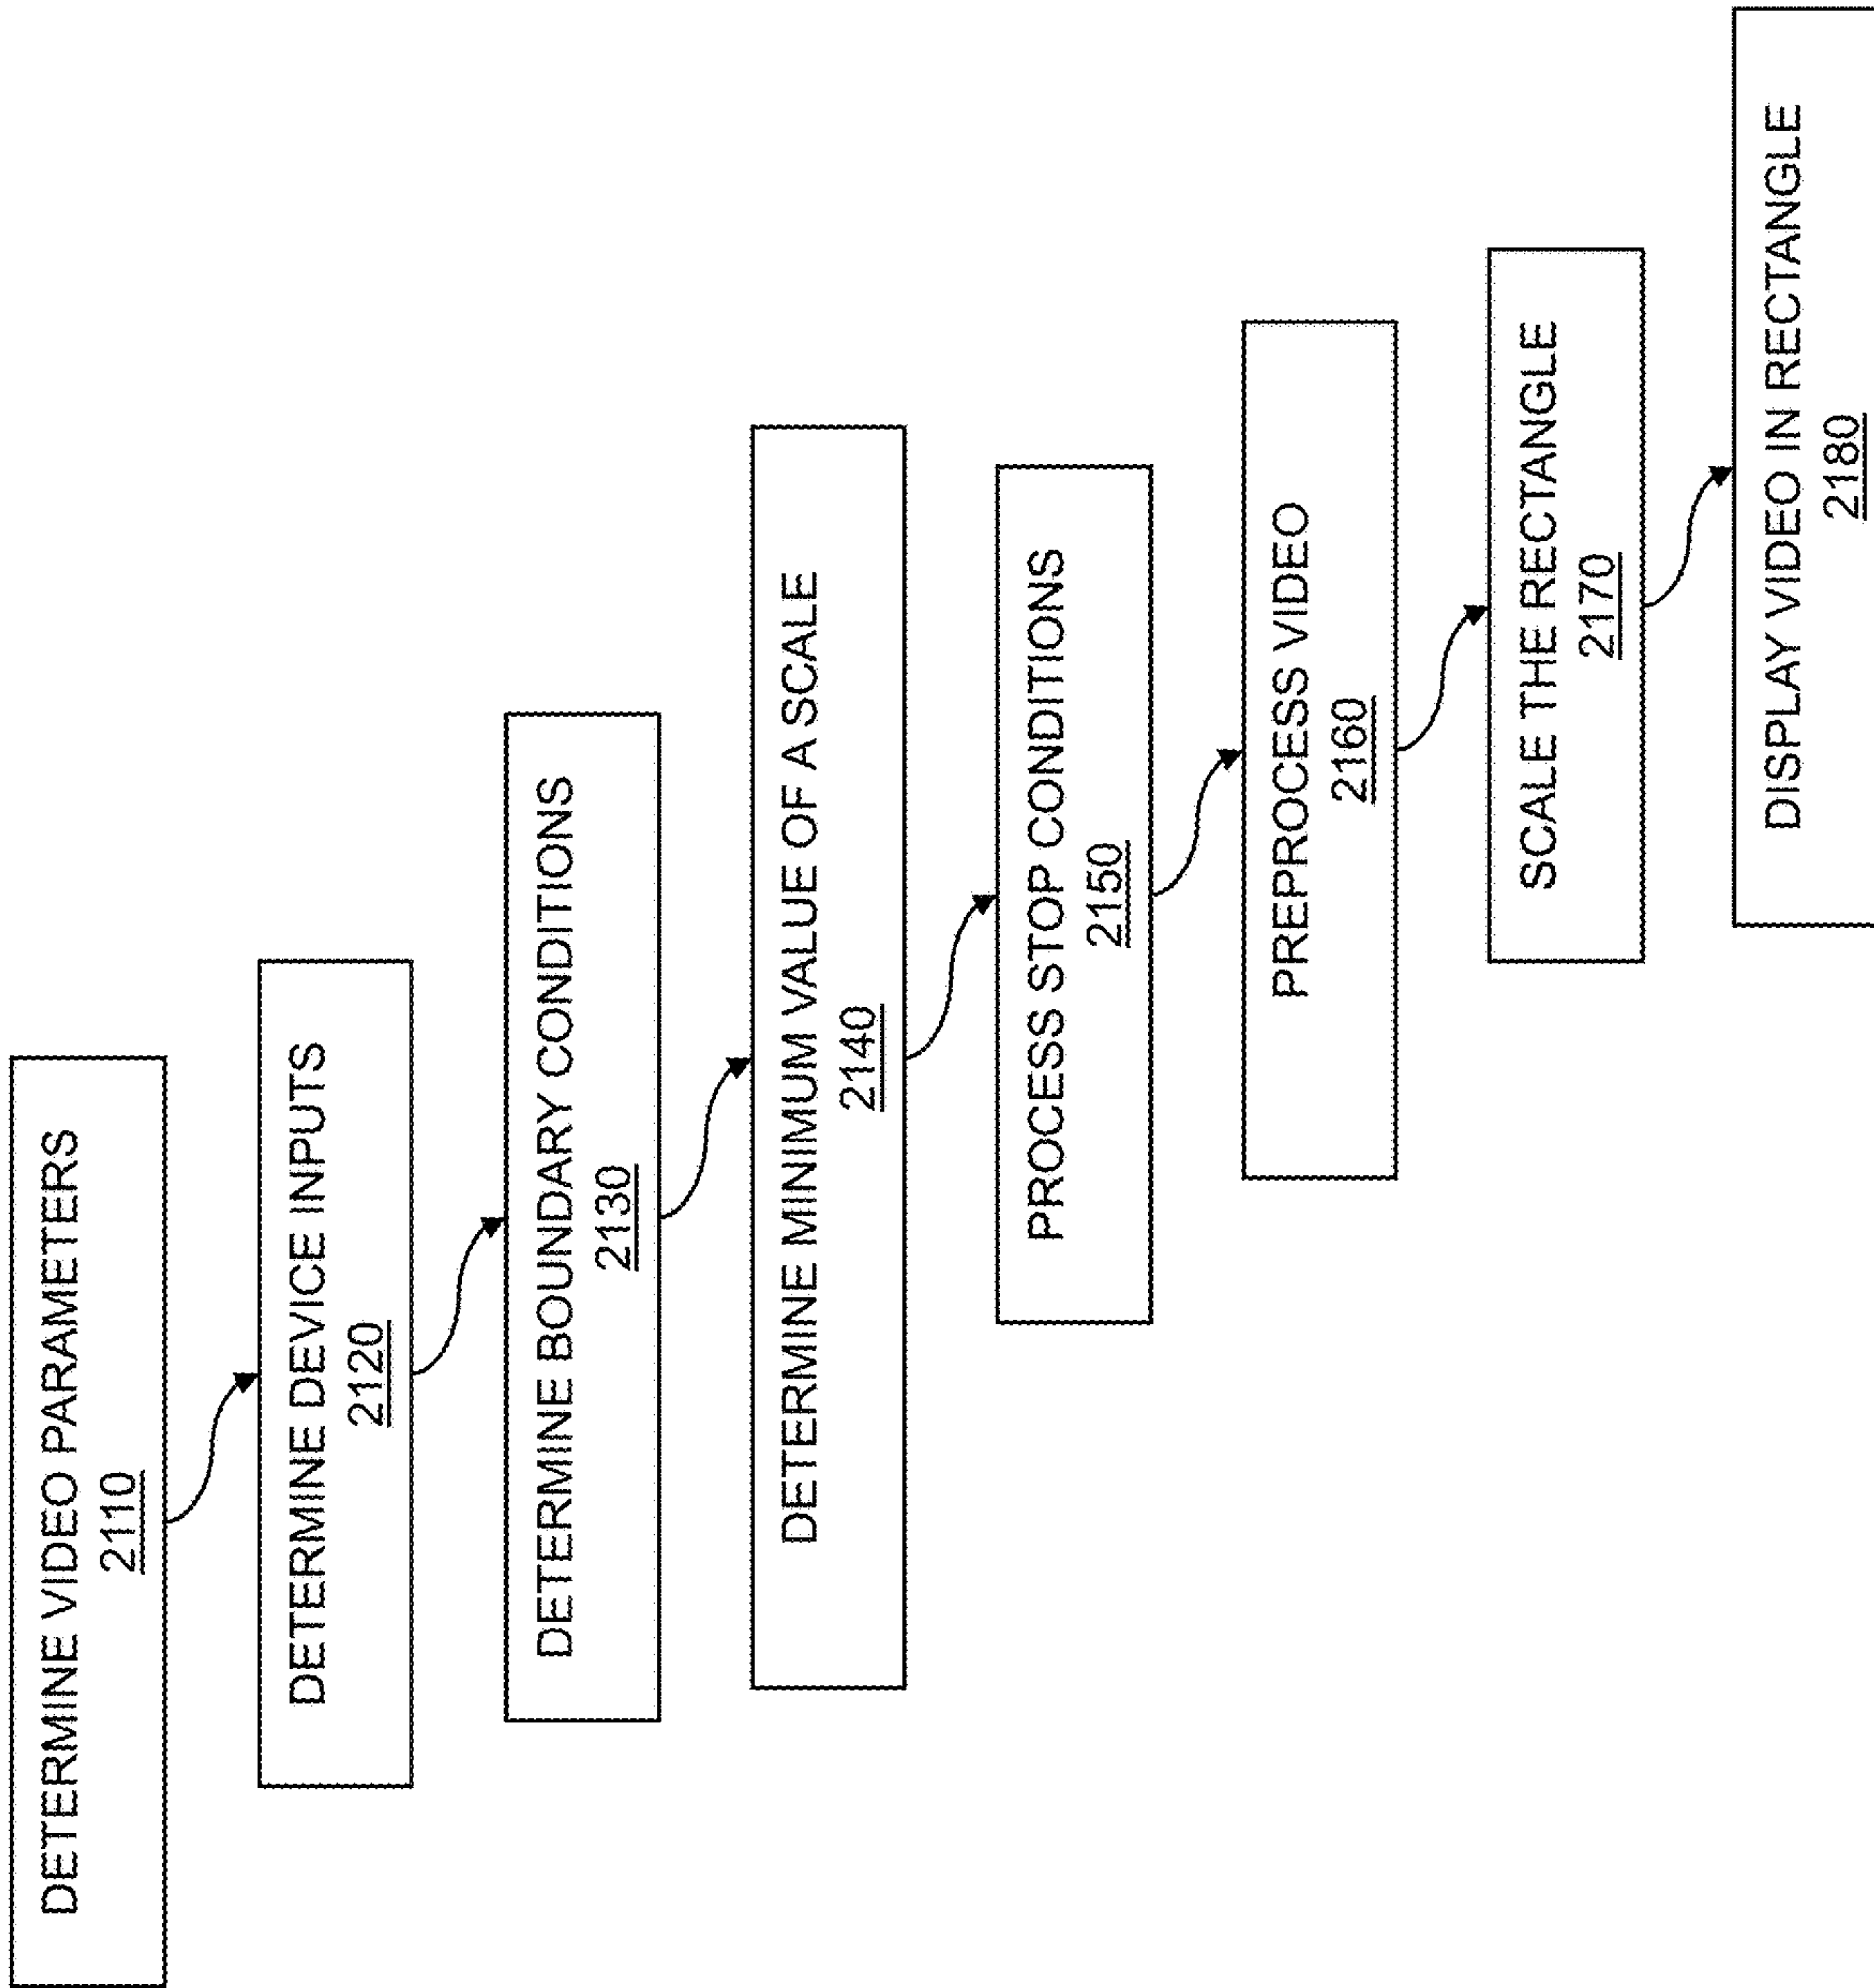 DETERMINE VIDEO PARAMETERS
2110
DETERMINE DEVICE INPUTS
2120
DETERMINE BOUNDARY CONDITIONS
2130
DETERMINE MINIMUM VALUE OF A SCALE
2140
PROCESS STOP CONDITIONS
2150
PREPROCESS VIDEO
2160
SCALE THE RECTANGLE
2170
DISPLAY VIDEO IN RECTANGLE
2180